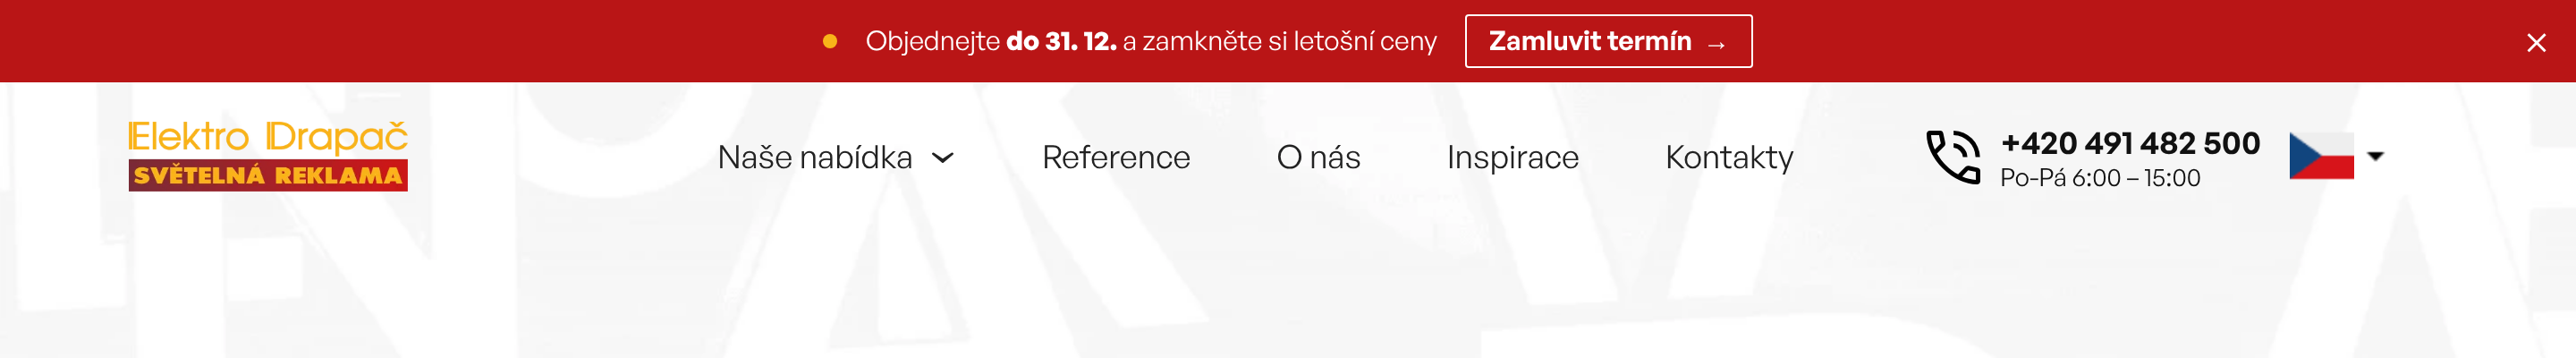 Objednejte do 31. 12. a zamkněte si letošní ceny
Zamluvit termín →
Elektro Drapač
SVĚTELNÁ REKLAMA
Naše nabídka
Reference
O nás
Inspirace
Kontakty
+420 491 482 500
Po-Pá 6:00 – 15:00